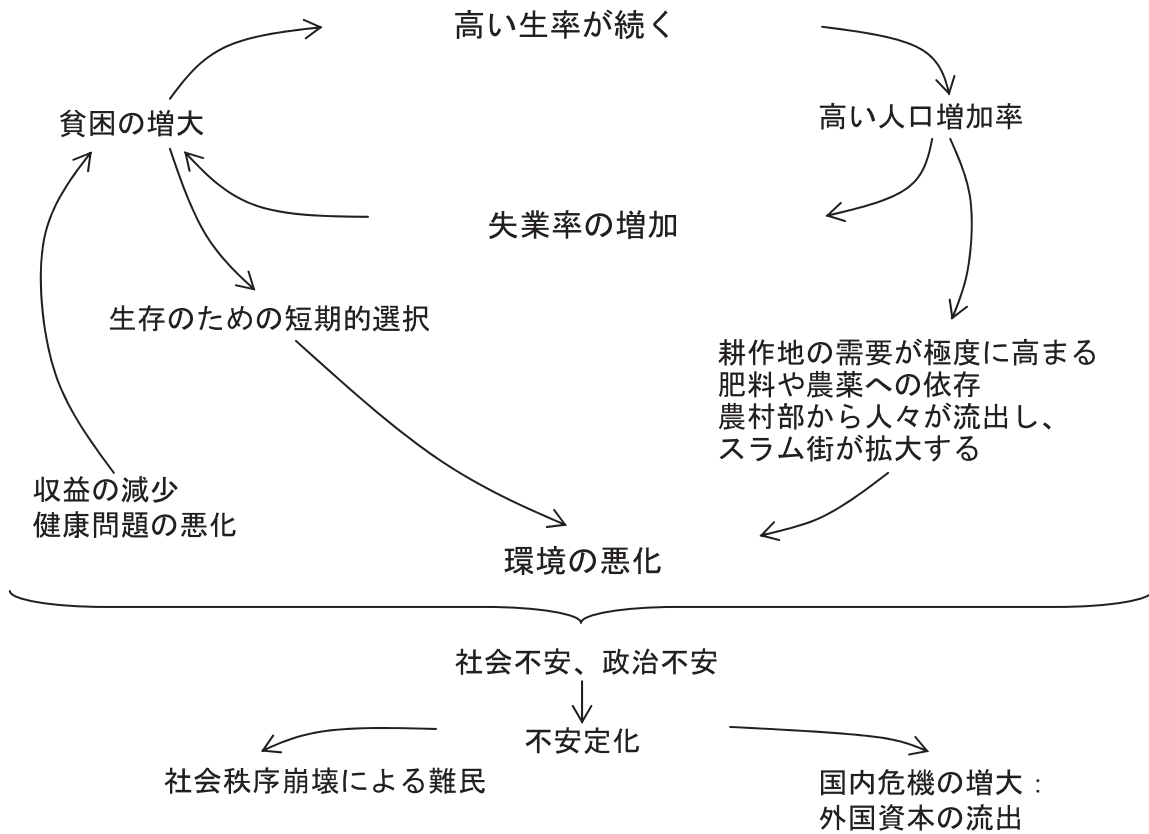 高い生率が続く
貧困の増大
高い人口増加率
失業率の増加
生存のための短期的選択
耕作地の需要が極度に高まる
肥料や農薬への依存
農村部から人々が流出し、
スラム街が拡大する
収益の減少
健康問題の悪化
環境の悪化
社会不安、政治不安
不安定化
社会秩序崩壊による難民
国内危機の増大：
外国資本の流出